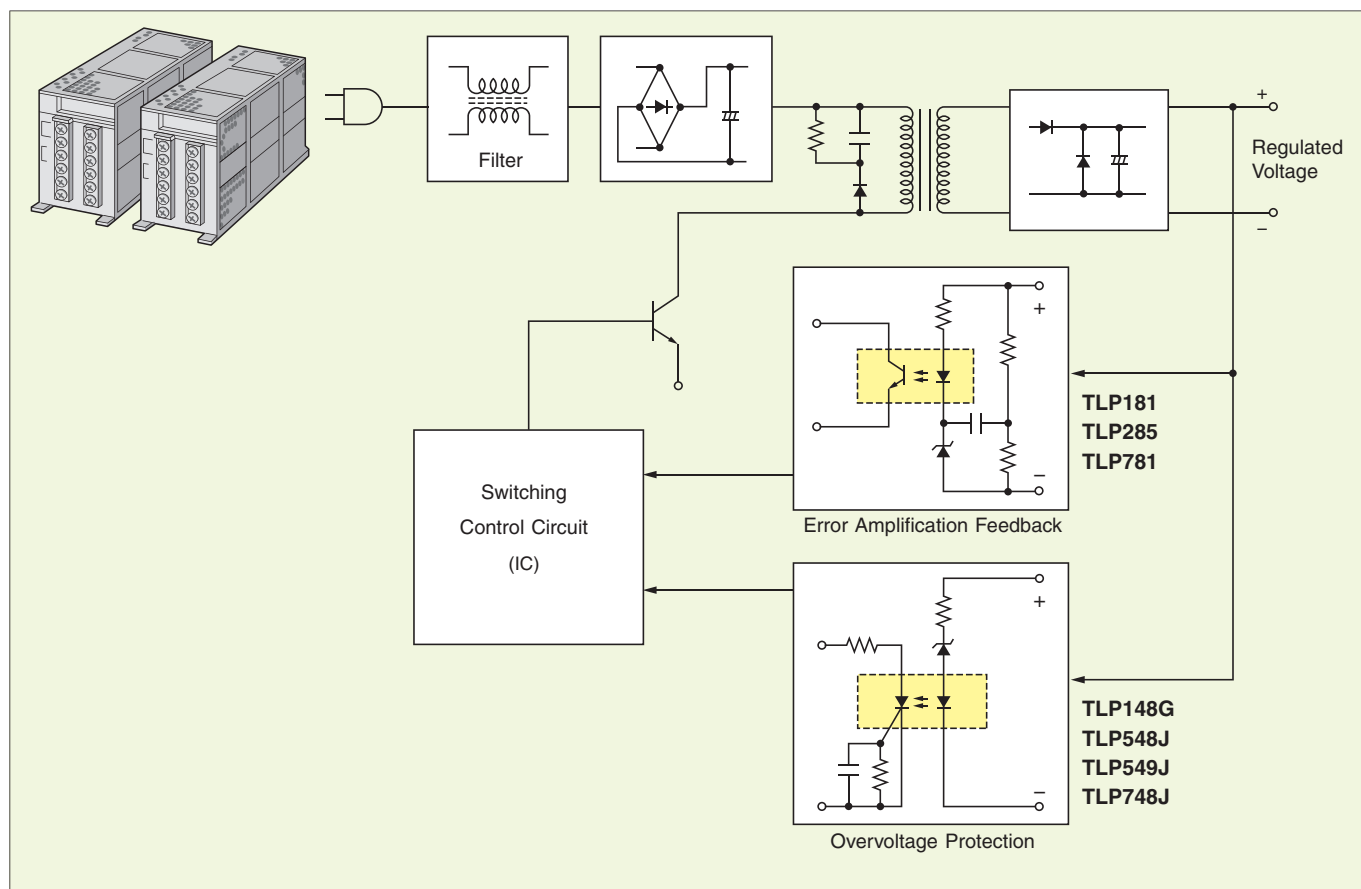 Filter
+
Regulated
Voltage
−
+
−
TLP181
TLP285
TLP781
Error Amplification Feedback
Switching
Control Circuit
(IC)
+
−
TLP148G
TLP548J
TLP549J
TLP748J
Overvoltage Protection